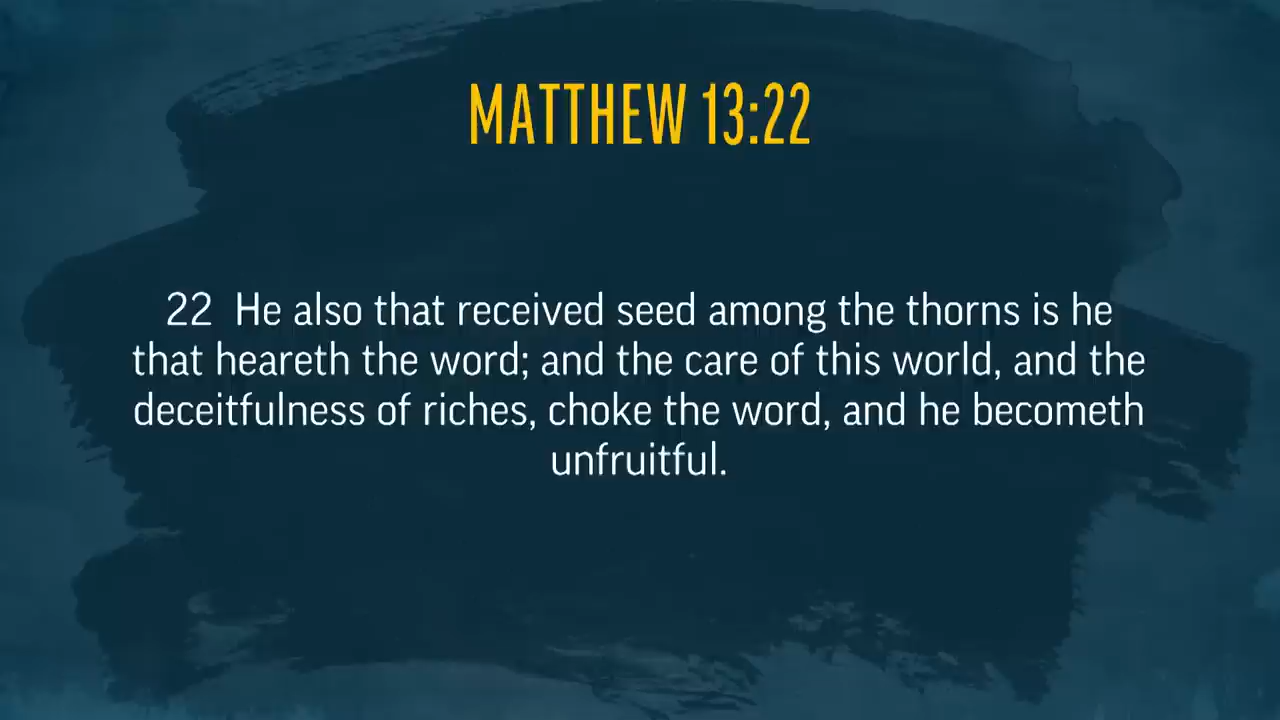 MATTHEW 13:22
22 He also that received seed among the thorns is he
that heareth the word; and the care of this world, and the
deceitfulness of riches, choke the word, and he becometh
unfruitful.